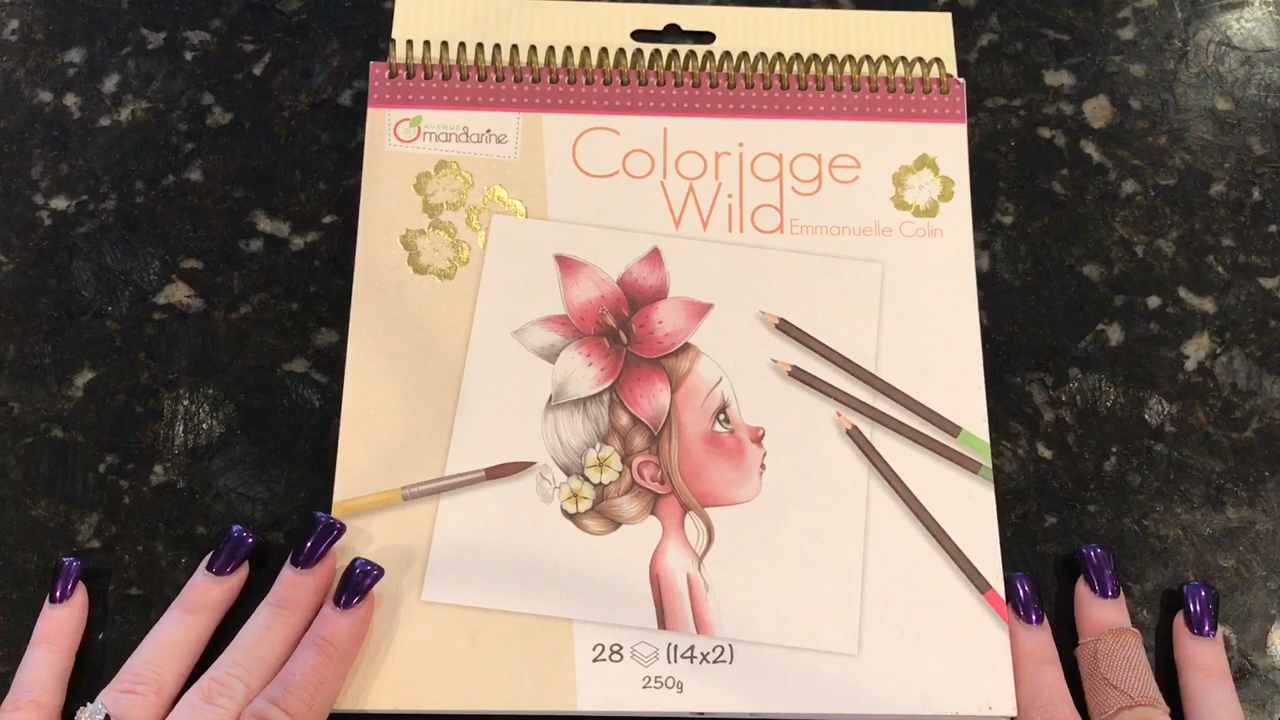 AVENUE
mandarine
Coloriage
Wild
Emmanuelle Colin
28 (14x2)
250g